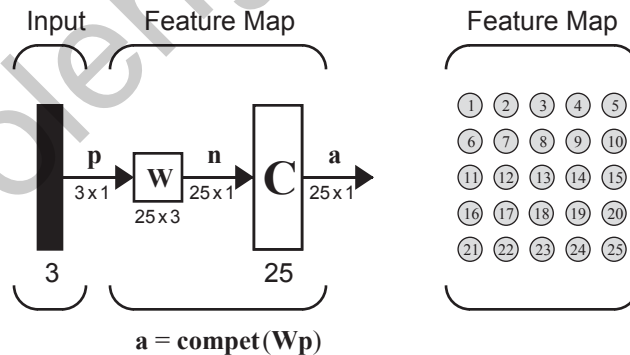 Input Feature Map
p
3 x 1
W
25 x 3
n
25 x 1
C
a
25 x 1
3
25
a = compet(Wp)
Feature Map
1 2 3 4 5
6 7 8 9 10
11 12 13 14 15
16 17 18 19 20
21 22 23 24 25